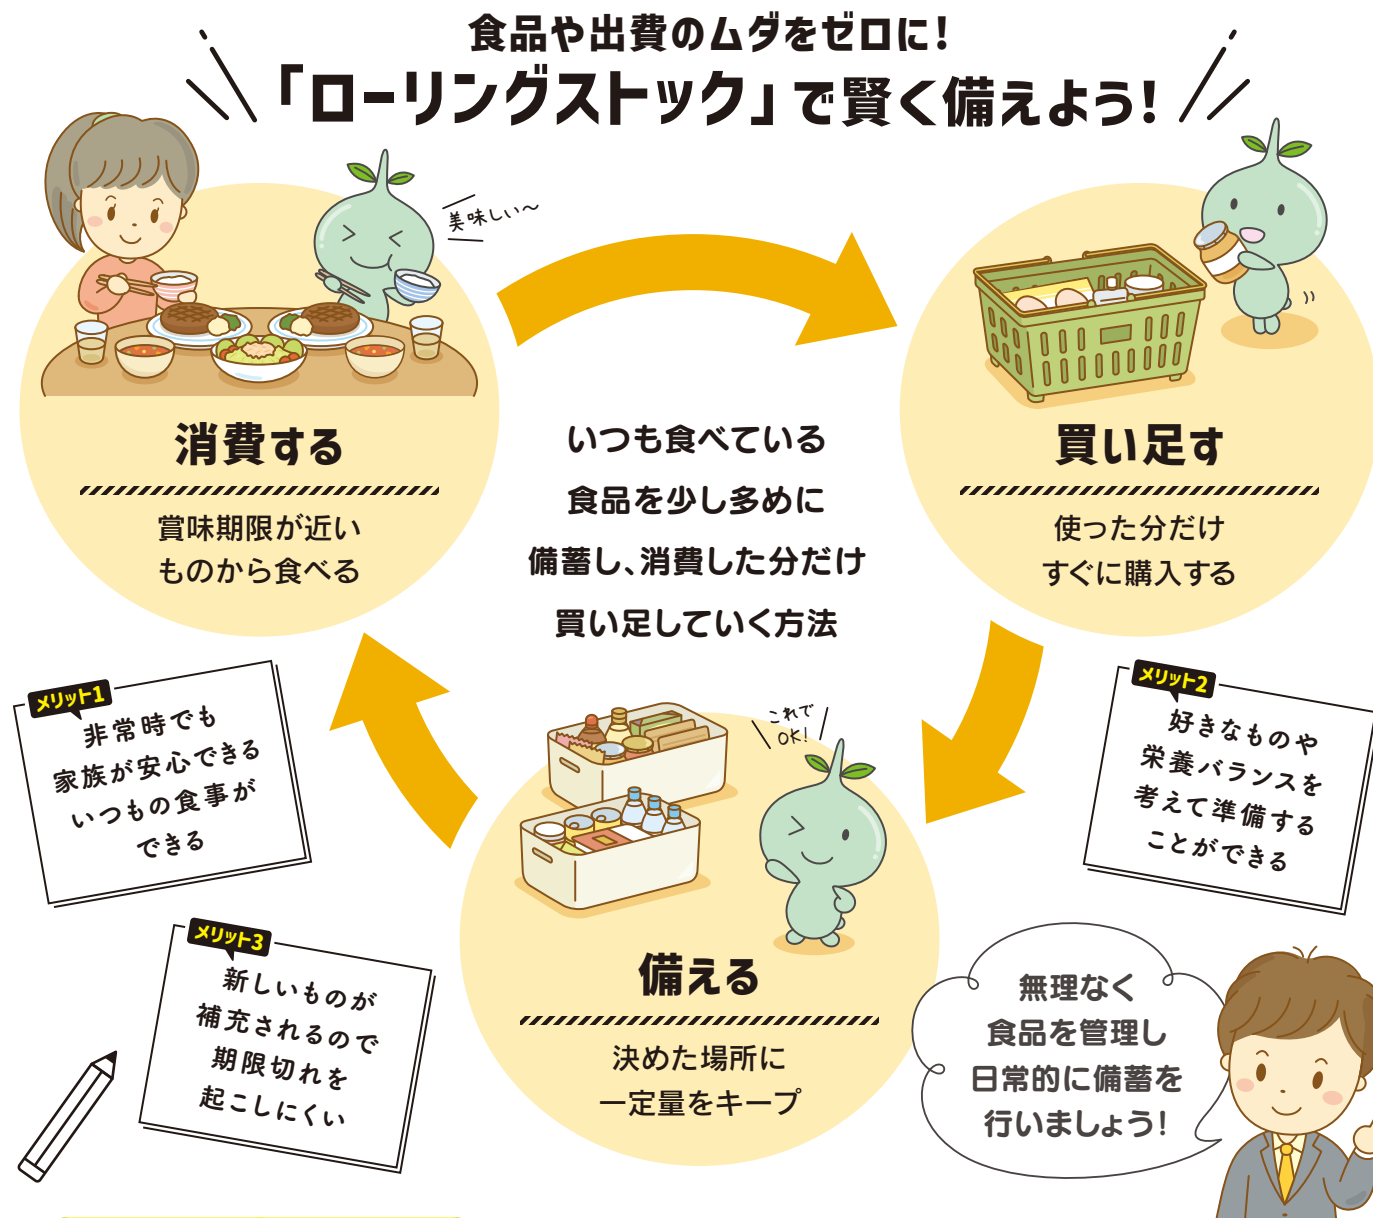 食品や出費のムダをゼロに!
「ローリングストック」で賢く備えよう!
美味しい～
消費する
賞味期限が近い
ものから食べる
いつも食べている
食品を少し多めに
備蓄し、消費した分だけ
買い足していく方法
買い足す
使った分だけ
すぐに購入する
メリット1
非常時でも
家族が安心できる
いつもの食事が
できる
メリット2
好きなものや
栄養バランスを
考えて準備する
ことができる
これで
OK!
備える
決めた場所に
一定量をキープ
メリット3
新しいものが
補充されるので
期限切れを
起こしにくい
無理なく
食品を管理し
日常的に備蓄を
行いましょう!